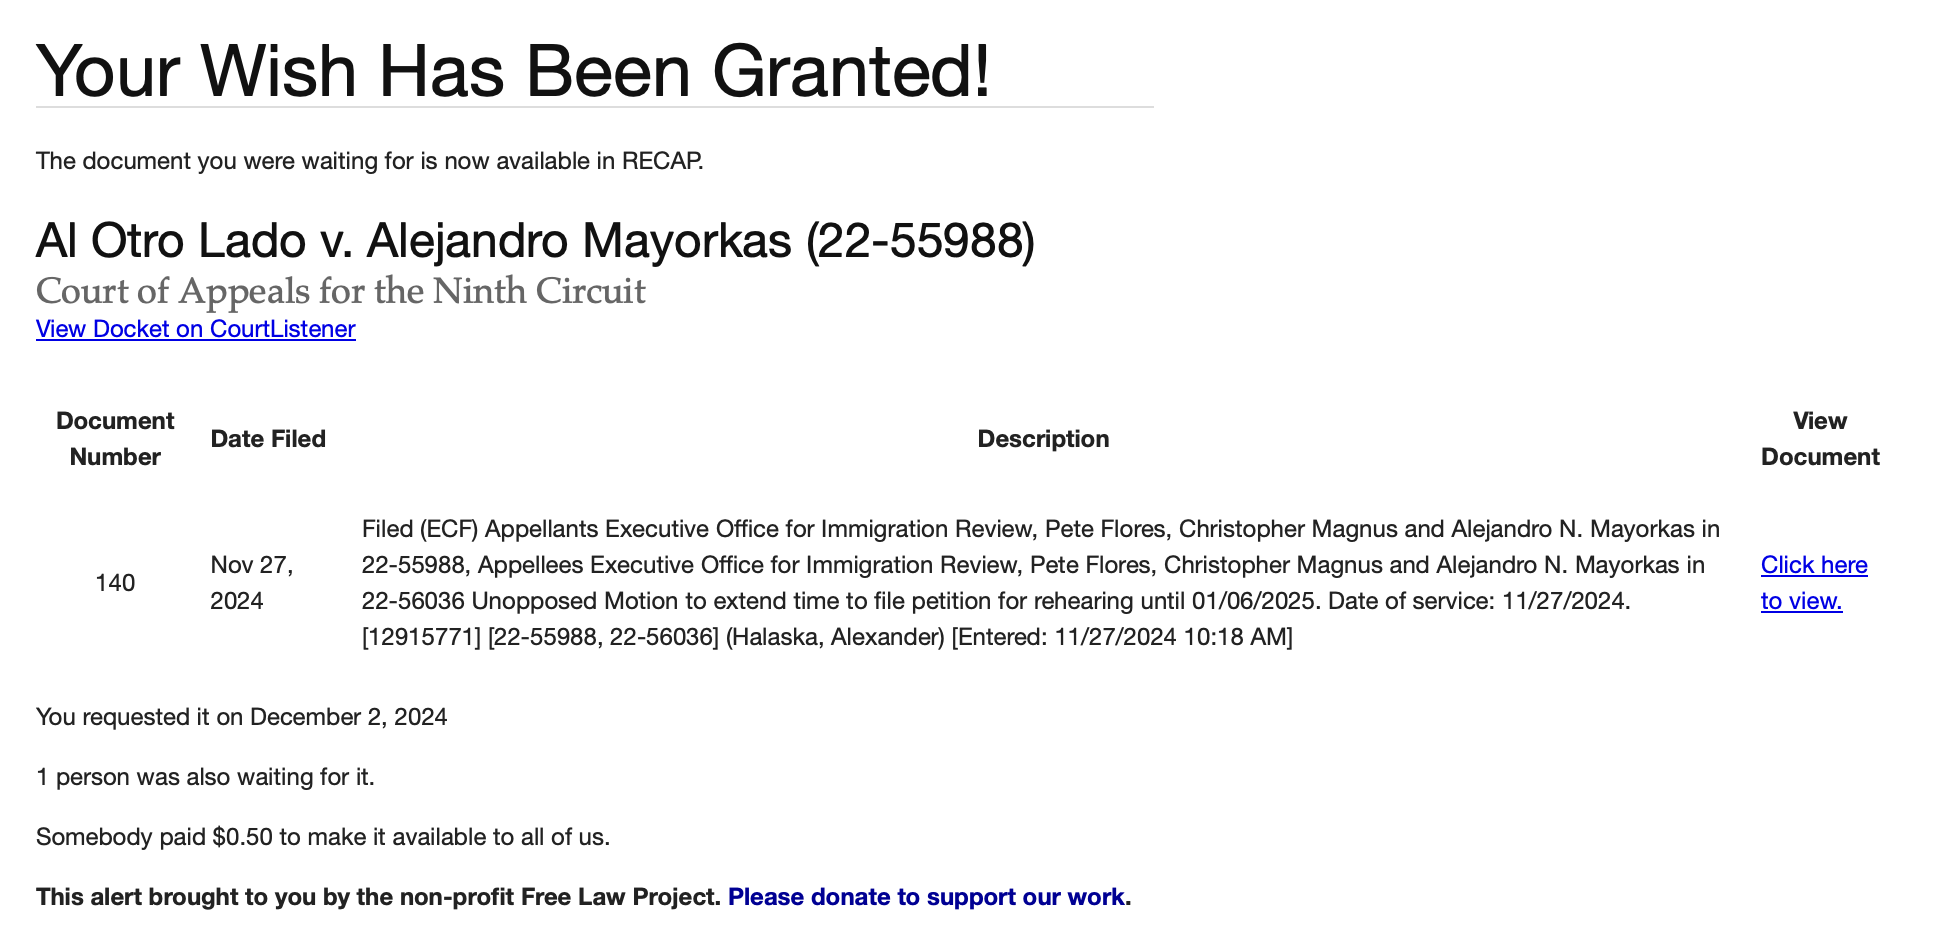 Your Wish Has Been Granted!
The document you were waiting for is now available in RECAP.
Al Otro Lado v. Alejandro Mayorkas (22-55988)
Court of Appeals for the Ninth Circuit
View Docket on CourtListener
Document Number
Date Filed
Description
View Document
140
Nov 27, 2024
Filed (ECF) Appellants Executive Office for Immigration Review, Pete Flores, Christopher Magnus and Alejandro N. Mayorkas in
22-55988, Appellees Executive Office for Immigration Review, Pete Flores, Christopher Magnus and Alejandro N. Mayorkas in
22-56036 Unopposed Motion to extend time to file petition for rehearing until 01/06/2025. Date of service: 11/27/2024.
[12915771] [22-55988, 22-56036] (Halaska, Alexander) [Entered: 11/27/2024 10:18 AM]
Click here
to view.
You requested it on December 2, 2024
1 person was also waiting for it.
Somebody paid $0.50 to make it available to all of us.
This alert brought to you by the non-profit Free Law Project. Please donate to support our work.